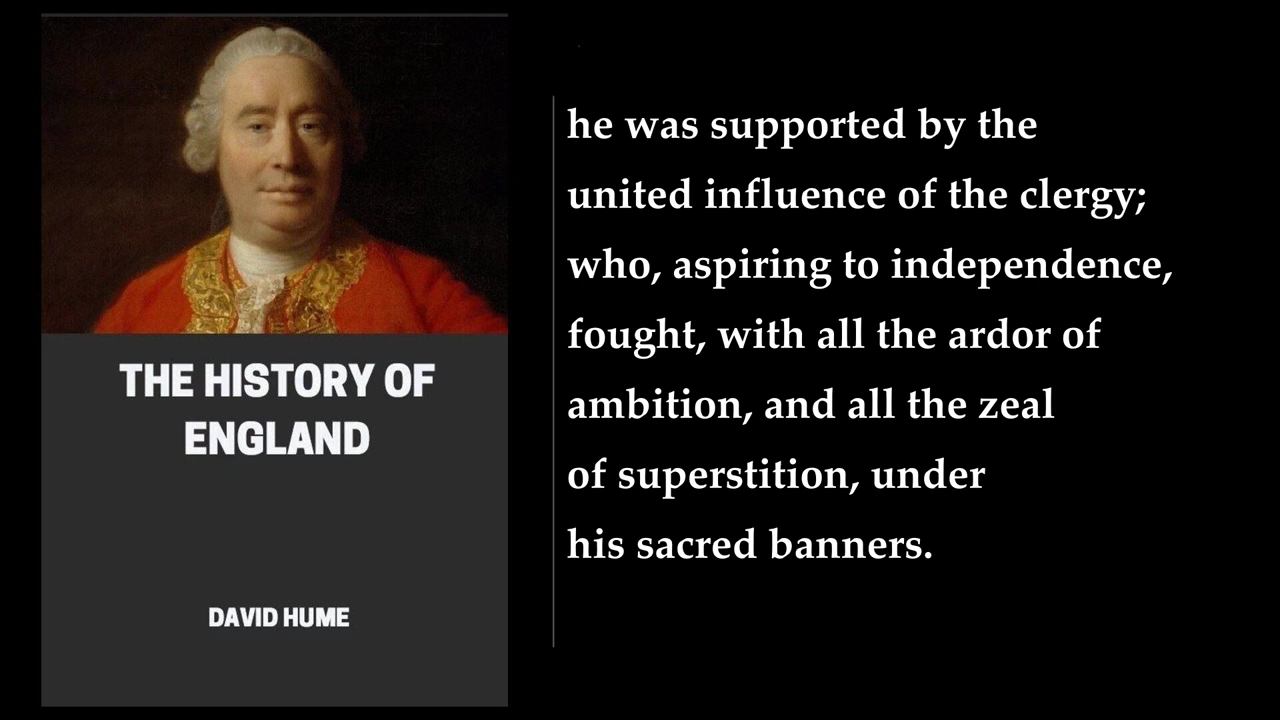 THE HISTORY OF
ENGLAND
DAVID HUME
he was supported by the
united influence of the clergy;
who, aspiring to independence,
fought, with all the ardor of
ambition, and all the zeal
of superstition, under
his sacred banners.